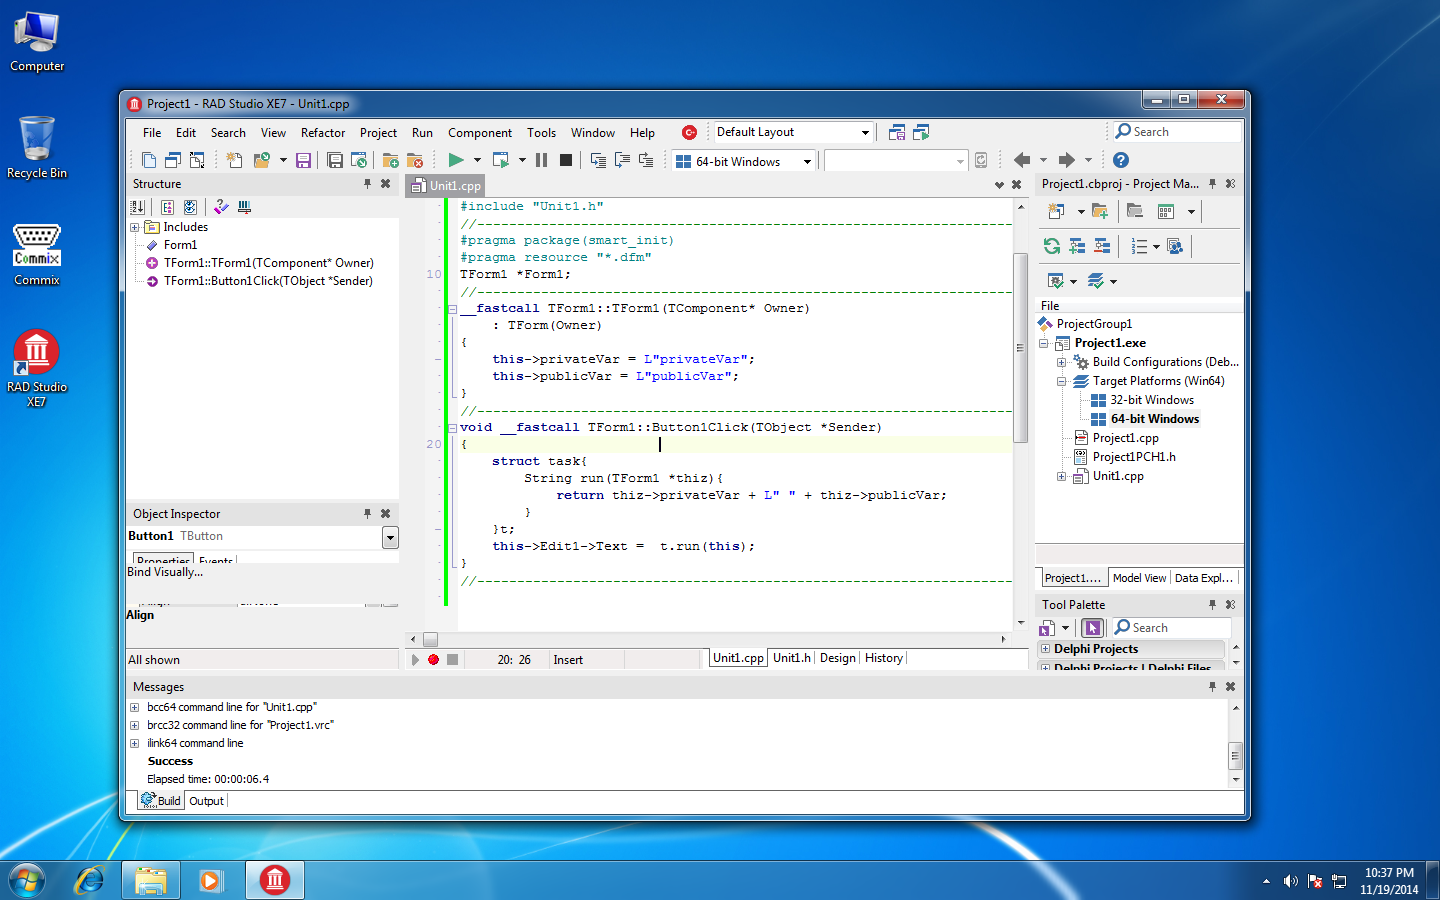 Computer
Recycle Bin
Commix
Commix
RAD Studio
XE7
Project1 - RAD Studio XE7 - Unit1.cpp
File Edit Search View Refactor Project Run Component Tools Window Help Default Layout Search
64-bit Windows
Structure
Includes
Form1
TForm1::TForm1(TComponent* Owner)
TForm1::Button1Click(TObject *Sender)
Object Inspector
Button1 TButton
Properties Events
Bind Visually...
Align
All shown
Unit1.cpp
#include "Unit1.h"
//-------------------------------------------------------------------
#pragma package(smart_init)
#pragma resource "*.dfm"
10 TForm1 *Form1;
//-------------------------------------------------------------------
__fastcall TForm1::TForm1(TComponent* Owner)
: TForm(Owner)
{
this->privateVar = L"privateVar";
this->publicVar = L"publicVar";
}
//-------------------------------------------------------------------
void __fastcall TForm1::Button1Click(TObject *Sender)
20 {
struct task{
String run(TForm1 *thiz){
return thiz->privateVar + L" " + thiz->publicVar;
}
}t;
this->Edit1->Text =  t.run(this);
}
//-------------------------------------------------------------------
20: 26 Insert Unit1.cpp Unit1.h Design History
Project1.cbproj - Project Ma...
File
ProjectGroup1
Project1.exe
Build Configurations (Deb...
Target Platforms (Win64)
32-bit Windows
64-bit Windows
Project1.cpp
Project1PCH1.h
Unit1.cpp
Project1.... Model View Data Expl...
Tool Palette
Search
Delphi Projects
Delphi Projects | Delphi Files
Messages
bcc64 command line for "Unit1.cpp"
brcc32 command line for "Project1.vrc"
ilink64 command line
Success
Elapsed time: 00:00:06.4
Build Output
10:37 PM
11/19/2014